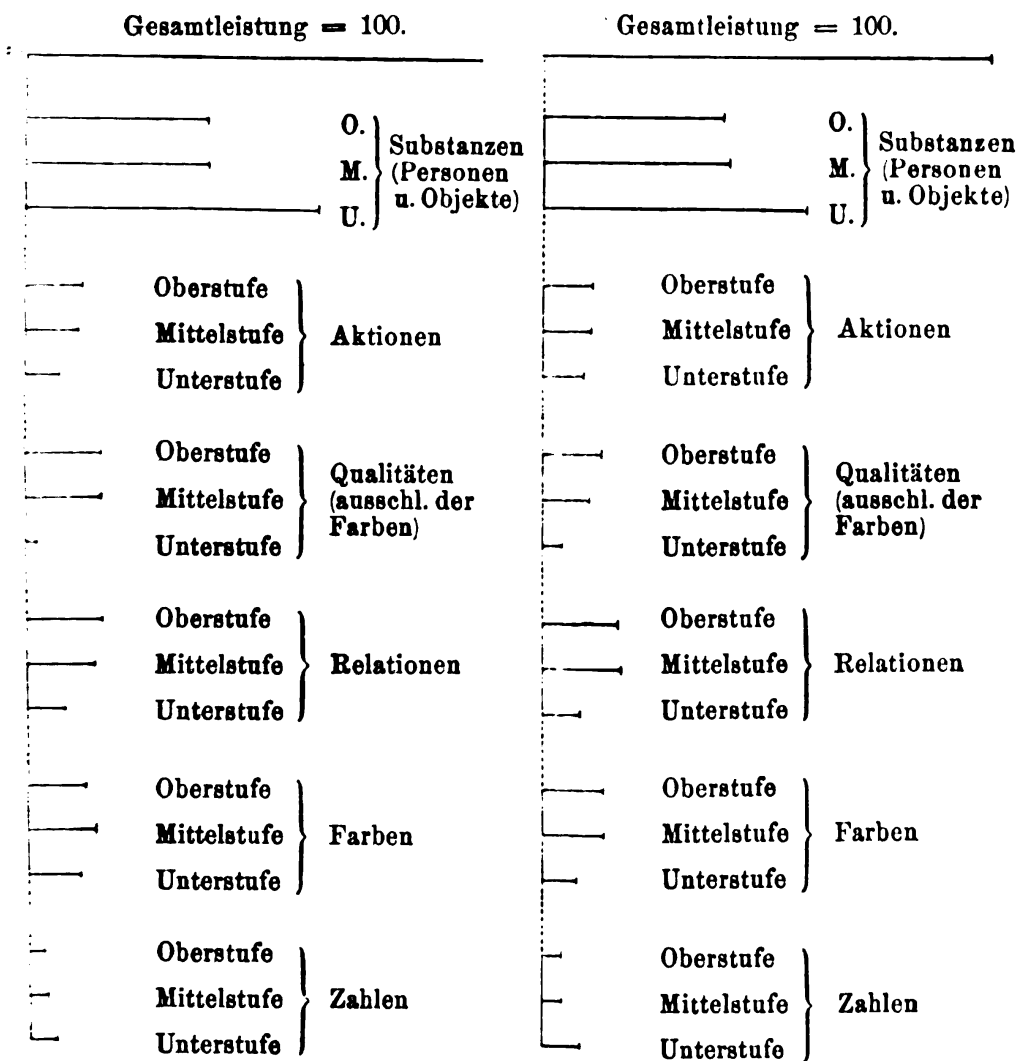 Gesamtleistung = 100.
O.
M.
U.
Substanzen
(Personen
u. Objekte)
Oberstufe
Mittelstufe
Unterstufe
Aktionen
Oberstufe
Mittelstufe
Unterstufe
Qualitäten
(ausschl. der
Farben)
Oberstufe
Mittelstufe
Unterstufe
Relationen
Oberstufe
Mittelstufe
Unterstufe
Farben
Oberstufe
Mittelstufe
Unterstufe
Zahlen
Gesamtleistung = 100.
O.
M.
U.
Substanzen
(Personen
u. Objekte)
Oberstufe
Mittelstufe
Unterstufe
Aktionen
Oberstufe
Mittelstufe
Unterstufe
Qualitäten
(ausschl. der
Farben)
Oberstufe
Mittelstufe
Unterstufe
Relationen
Oberstufe
Mittelstufe
Unterstufe
Farben
Oberstufe
Mittelstufe
Unterstufe
Zahlen